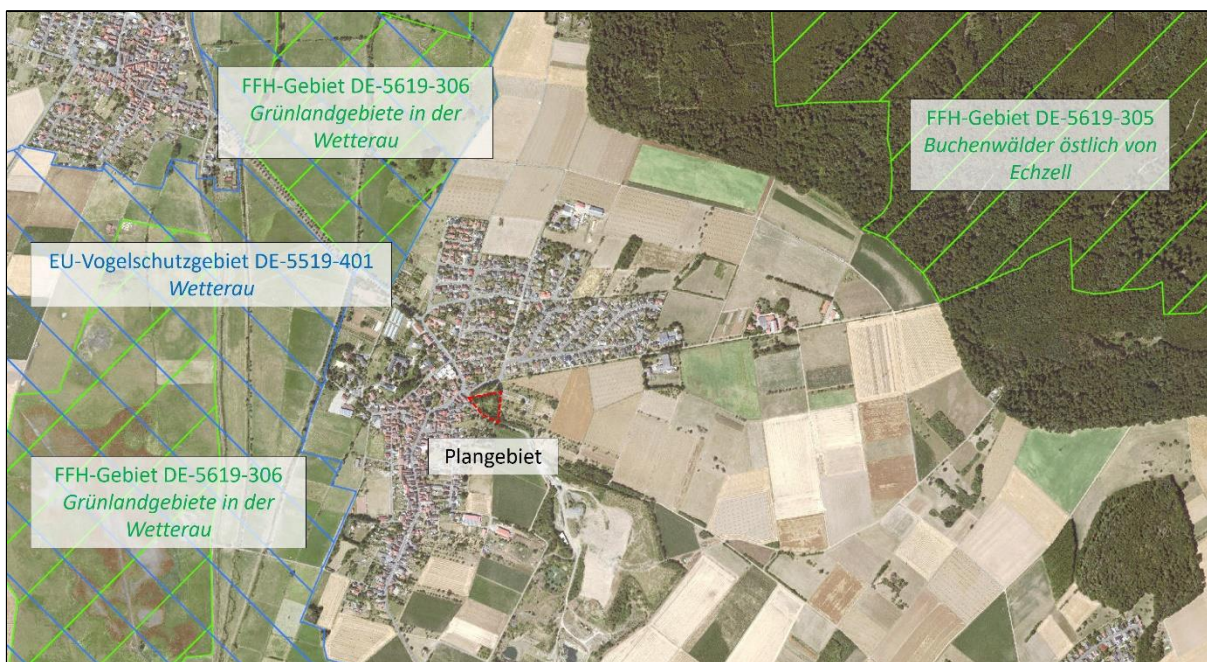 FFH-Gebiet DE-5619-306
Grünlandgebiete in der
Wetterau
FFH-Gebiet DE-5619-305
Buchenwälder östlich von
Echzell
EU-Vogelschutzgebiet DE-5519-401
Wetterau
Plangebiet
FFH-Gebiet DE-5619-306
Grünlandgebiete in der
Wetterau